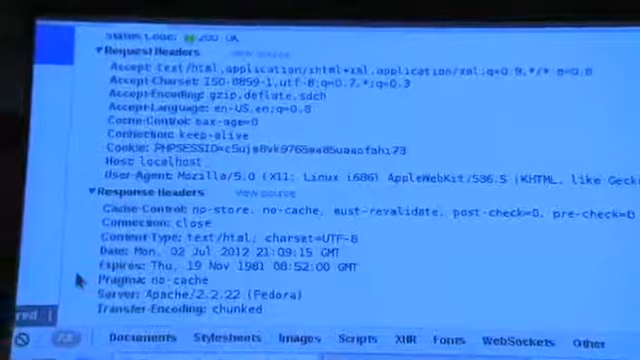 Status Code: 200 OK
▼Request Headers view source
Accept: text/html,application/xhtml+xml,application/xml;q=0.9,*/*;q=0.8
Accept-Charset: ISO-8859-1,utf-8;q=0.7,*;q=0.3
Accept-Encoding: gzip,deflate,sdch
Accept-Language: en-US,en;q=0.8
Cache-Control: max-age=0
Connection: keep-alive
Host: localhost
User-Agent: Mozilla/5.0 (X11; Linux i686) AppleWebKit/536.5 (KHTML, like Geck
▼Response Headers view source
Cache-Control: no-store, no-cache, must-revalidate, post-check=0, pre-check=0
Connection: close
Content-Type: text/html; charset=UTF-8
Date: Mon, 02 Jul 2012 21:09:15 GMT
Expires: Thu, 19 Nov 1981 08:52:00 GMT
Pragma: no-cache
Server: Apache/2.2.22 (Fedora)
Transfer-Encoding: chunked
All Documents Stylesheets Images Scripts XHR Fonts WebSockets Other